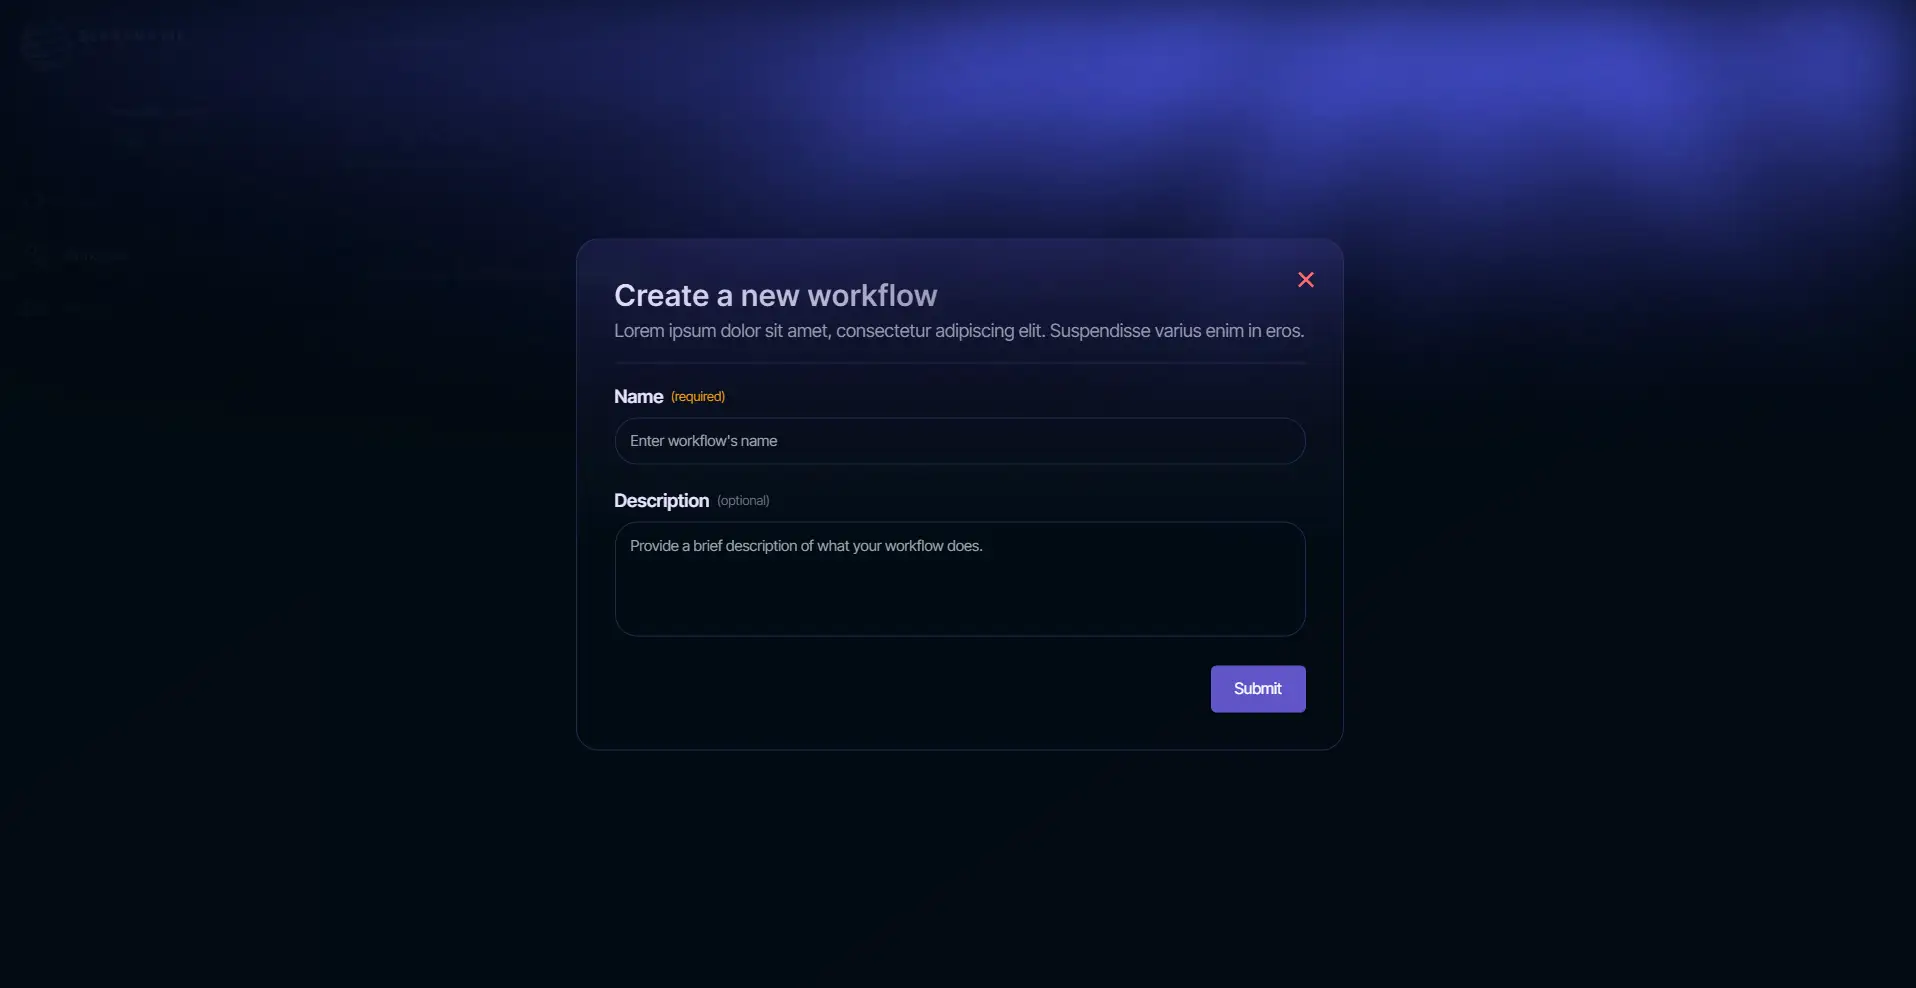 Create a new workflow
Lorem ipsum dolor sit amet, consectetur adipiscing elit. Suspendisse varius enim in eros.
Name (required)
Enter workflow's name
Description (optional)
Provide a brief description of what your workflow does.
Submit